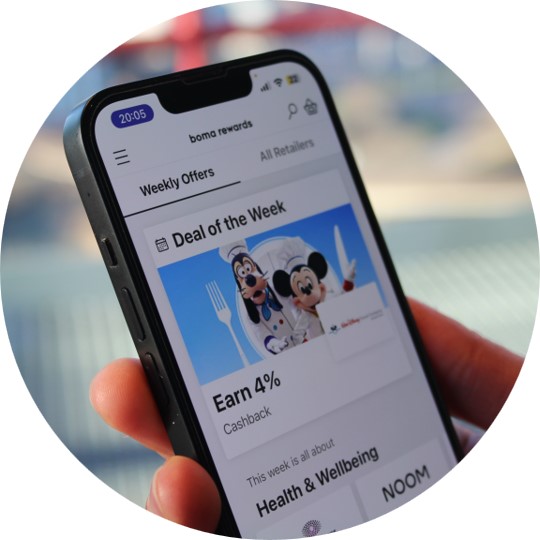 20:05
boma rewards
Weekly Offers
All Retailers
Deal of the Week
Earn 4%
Cashback
This week is all about
Health & Wellbeing
NOOM